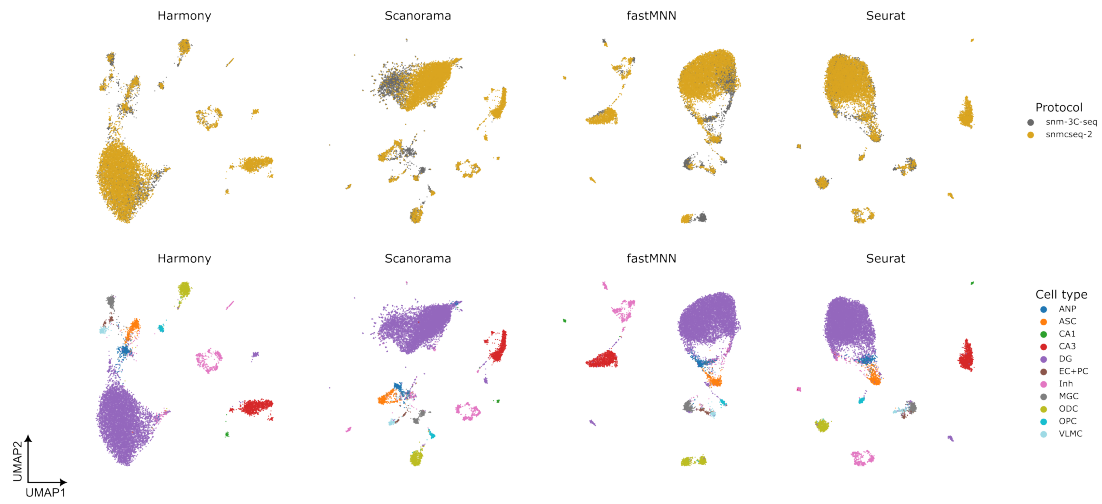 Harmony
Scanorama
fastMNN
Seurat
Protocol
snm-3C-seq
snmcseq-2
Harmony
Scanorama
fastMNN
Seurat
Cell type
ANP
ASC
CA1
CA3
DG
EC+PC
Inh
MGC
ODC
OPC
VLMC
UMAP2
UMAP1